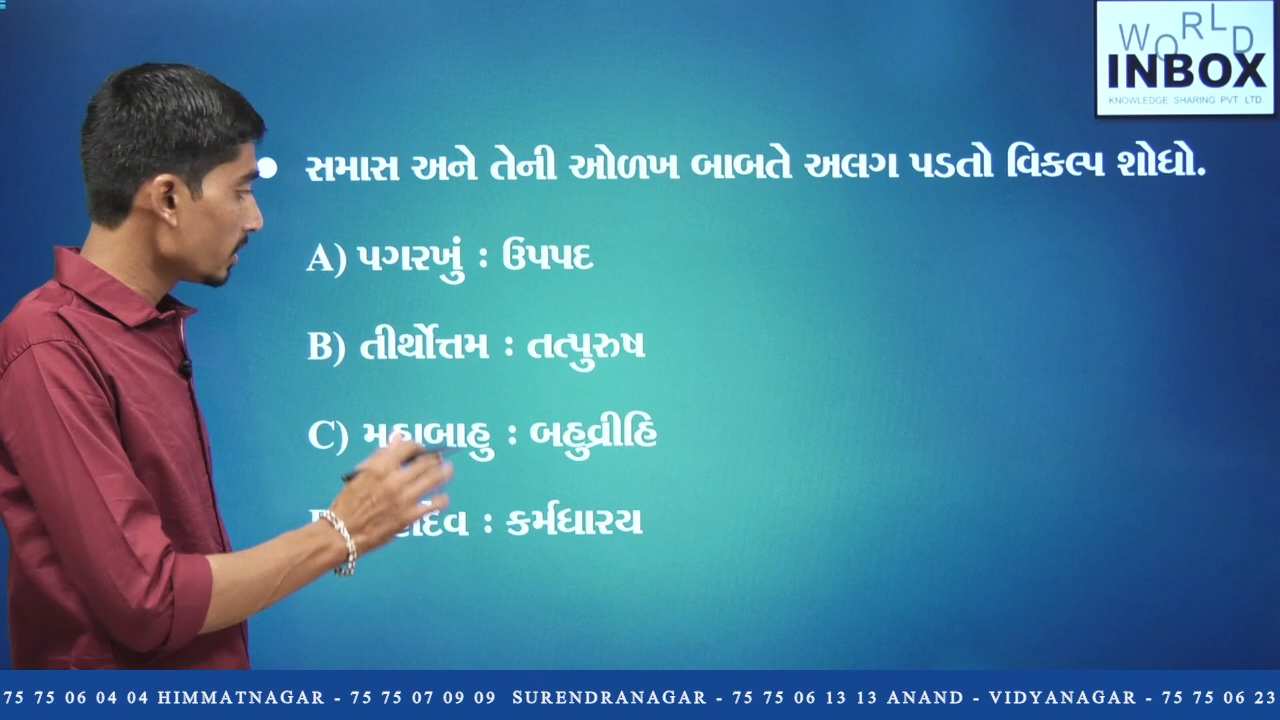 WORLD
INBOX
KNOWLEDGE SHARING PVT LTD
• સમાસ અને તેની ઓળખ બાબતે અલગ પડતો વિકલ્પ શોધો.
A) પગરખું : ઉપપદ
B) તીર્થોત્તમ : તત્પુરુષ
C) મહાબાહુ : બહુવ્રીહિ
: કર્મધારય
75 75 06 04 04 HIMMATNAGAR - 75 75 07 09 09 SURENDRANAGAR - 75 75 06 13 13 ANAND - VIDYANAGAR - 75 75 06 23